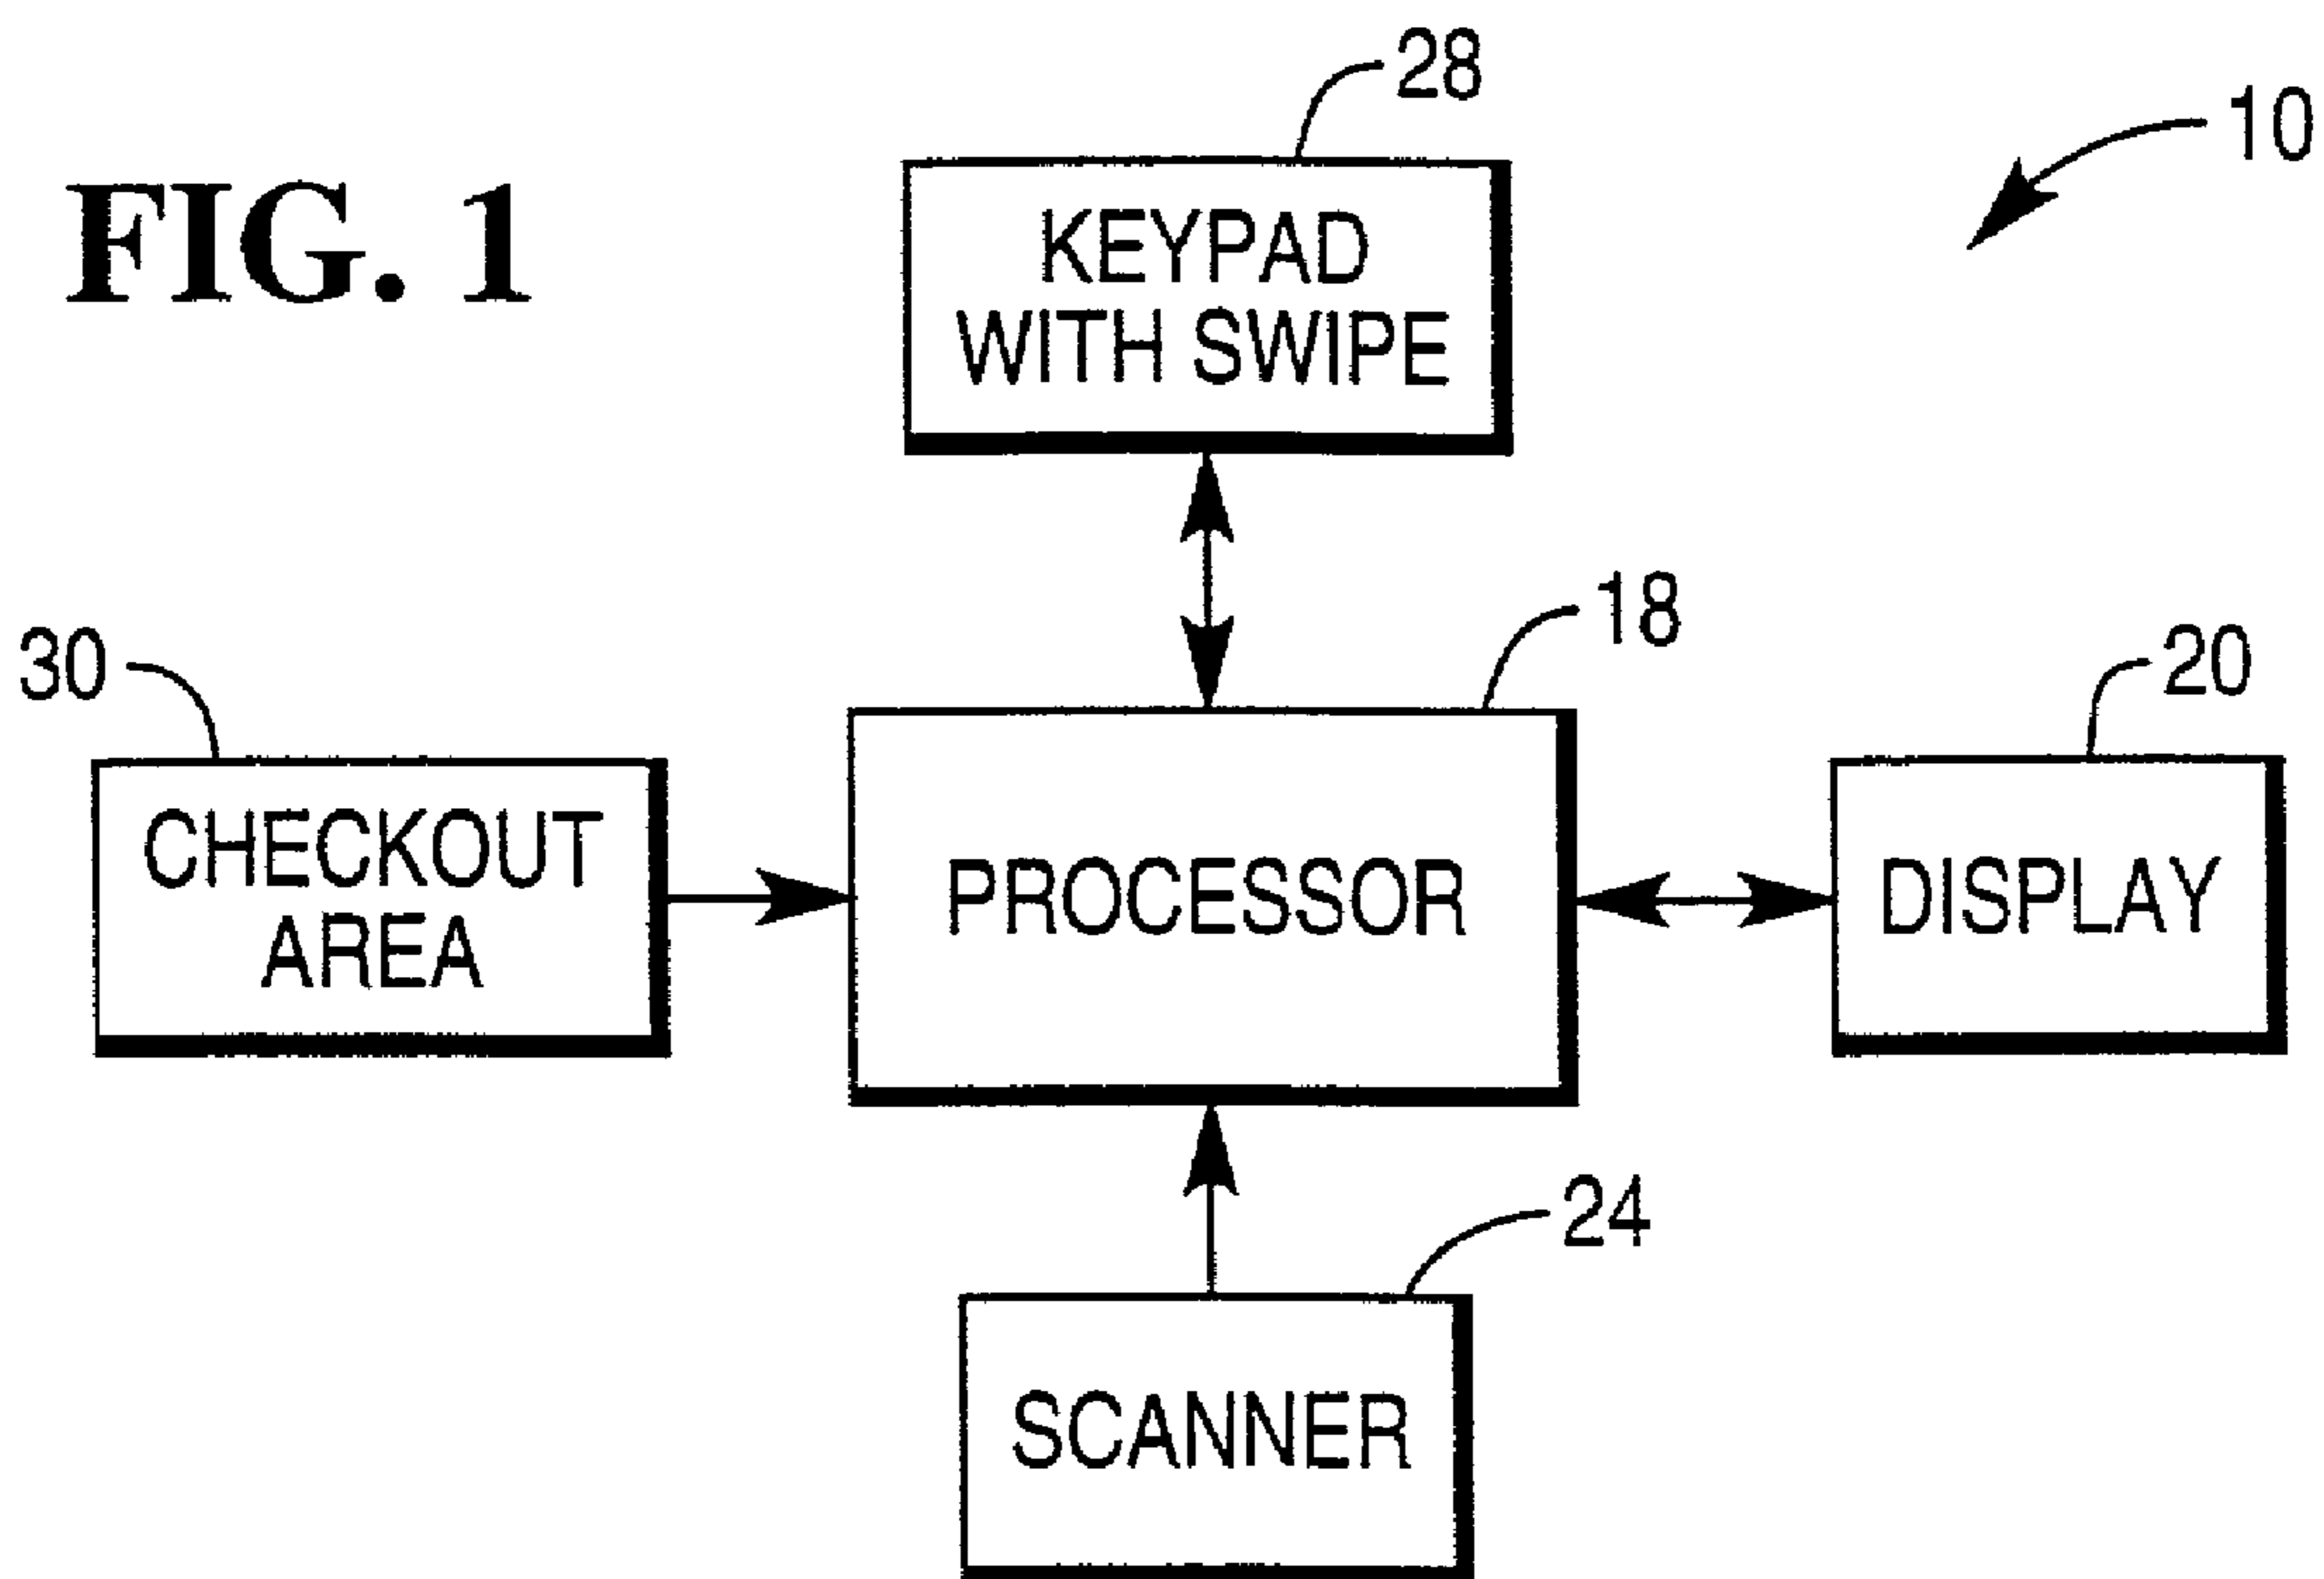 28
10
FIG. 1
KEYPAD
WITH SWIPE
18
30
20
CHECKOUT
AREA
PROCESSOR
DISPLAY
24
SCANNER